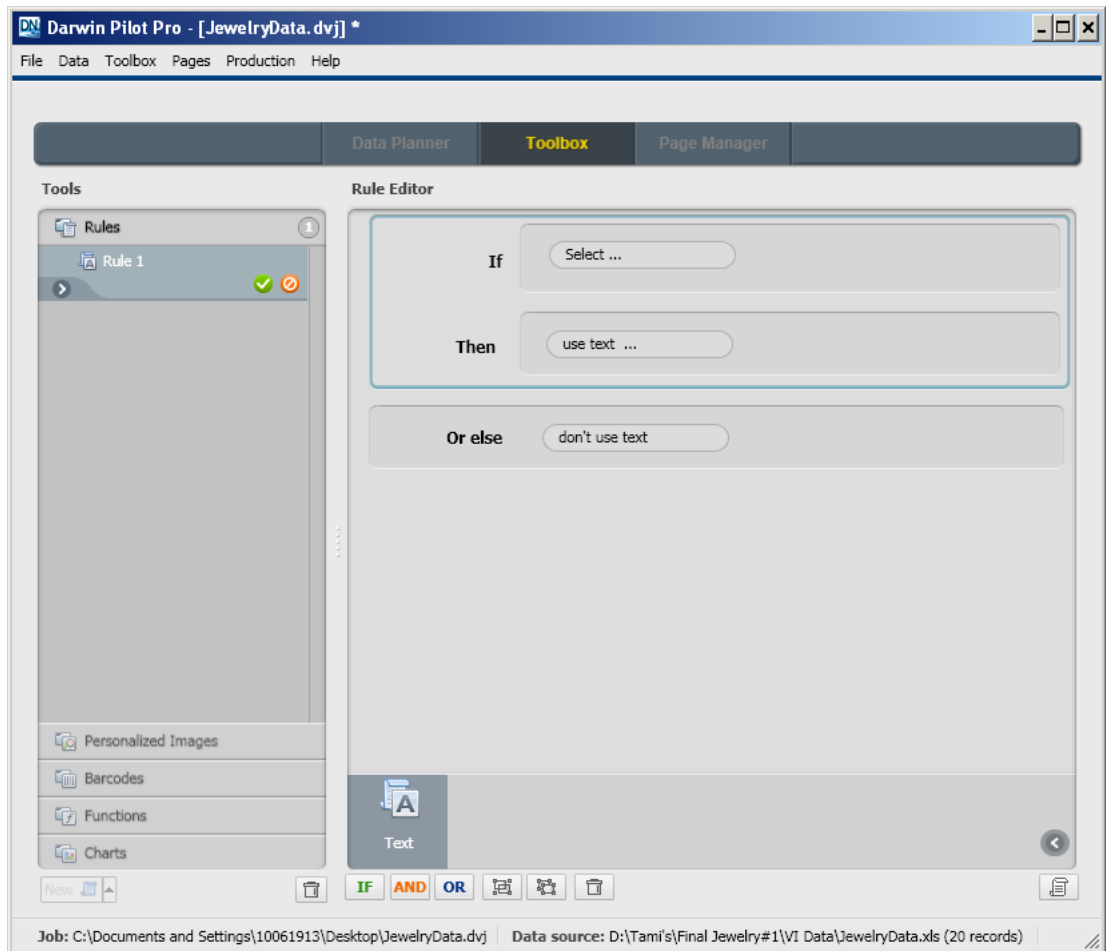 DN Darwin Pilot Pro - [JewelryData.dvj] *
File Data Toolbox Pages Production Help
Data Planner Toolbox Page Manager
Tools Rule Editor
Rules 1
Rule 1
If Select ...
Then use text ...
Or else don't use text
Personalized Images
Barcodes
Functions
Charts
A
Text
New
IF AND OR
Job: C:\Documents and Settings\10061913\Desktop\JewelryData.dvj Data source: D:\Tami's\Final Jewelry#1\VI Data\JewelryData.xls (20 records)